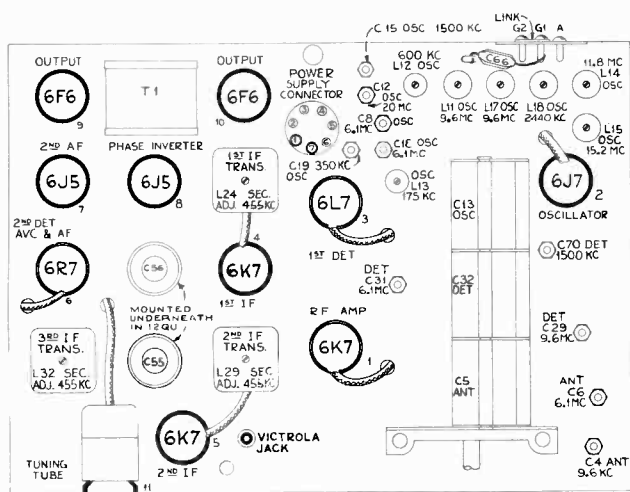 C 15 OSC 1500 KC
LINK
G2 G1 A
C66
OUTPUT
6F6
9
T1
OUTPUT
6F6
10
POWER
SUPPLY
CONNECTOR
600 KC
L12 OSC
11.8 MC
L14
OSC
C12
OSC
20 MC
L11 OSC
9.6 MC
L17 OSC
9.6 MC
L18 OSC
2440 KC
C8
OSC
6.1 MC
L15
OSC
15.2 MC
2ND AF
6J5
7
PHASE INVERTER
6J5
8
1ST IF
TRANS.
L24 SEC.
ADJ. 455 KC
4
C1E OSC
6.1 MC
C19 350 KC
OSC
OSC
L13
175 KC
6L7
3
1ST DET
C13
OSC
6J7
2
OSCILLATOR
2ND DET
AVC & AF
6R7
6
C56
6K7
1ST IF
C70 DET
1500 KC
DET
C31
6.1 MC
C32
DET
MOUNTED
UNDERNEATH
IN 12QU
3RD IF
TRANS.
L32 SEC.
ADJ. 455 KC
C55
2ND IF
TRANS.
L29 SEC.
ADJ. 455 KC
RF AMP
6K7
1
DET
C29
9.6 MC
C5
ANT
ANT
C6
6.1 MC
6K7
5
2ND IF
VICTROLA
JACK
TUNING
TUBE
11
C4 ANT
9.6 KC